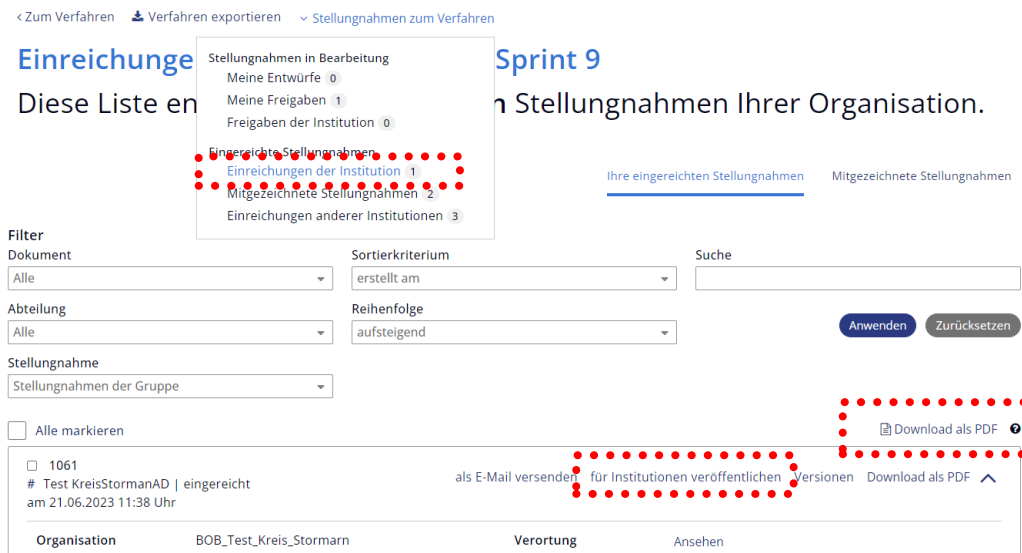 ‹ Zum Verfahren Verfahren exportieren Stellungnahmen zum Verfahren
Einreichunge Sprint 9
Diese Liste en n Stellungnahmen Ihrer Organisation.
Stellungnahmen in Bearbeitung
Meine Entwürfe 0
Meine Freigaben 1
Freigaben der Institution 0
Eingereichte Stellungnahmen
Einreichungen der Institution 1
Mitgezeichnete Stellungnahmen 2
Einreichungen anderer Institutionen 3
Ihre eingereichten Stellungnahmen Mitgezeichnete Stellungnahmen
Filter
Dokument Sortierkriterium Suche
Alle erstellt am
Abteilung Reihenfolge
Alle aufsteigend Anwenden Zurücksetzen
Stellungnahme
Stellungnahmen der Gruppe
Download als PDF ?
Alle markieren
1061
# Test KreisStormanAD | eingereicht
am 21.06.2023 11:38 Uhr
als E-Mail versenden für Institutionen veröffentlichen Versionen Download als PDF
Organisation BOB_Test_Kreis_Stormarn Verortung Ansehen